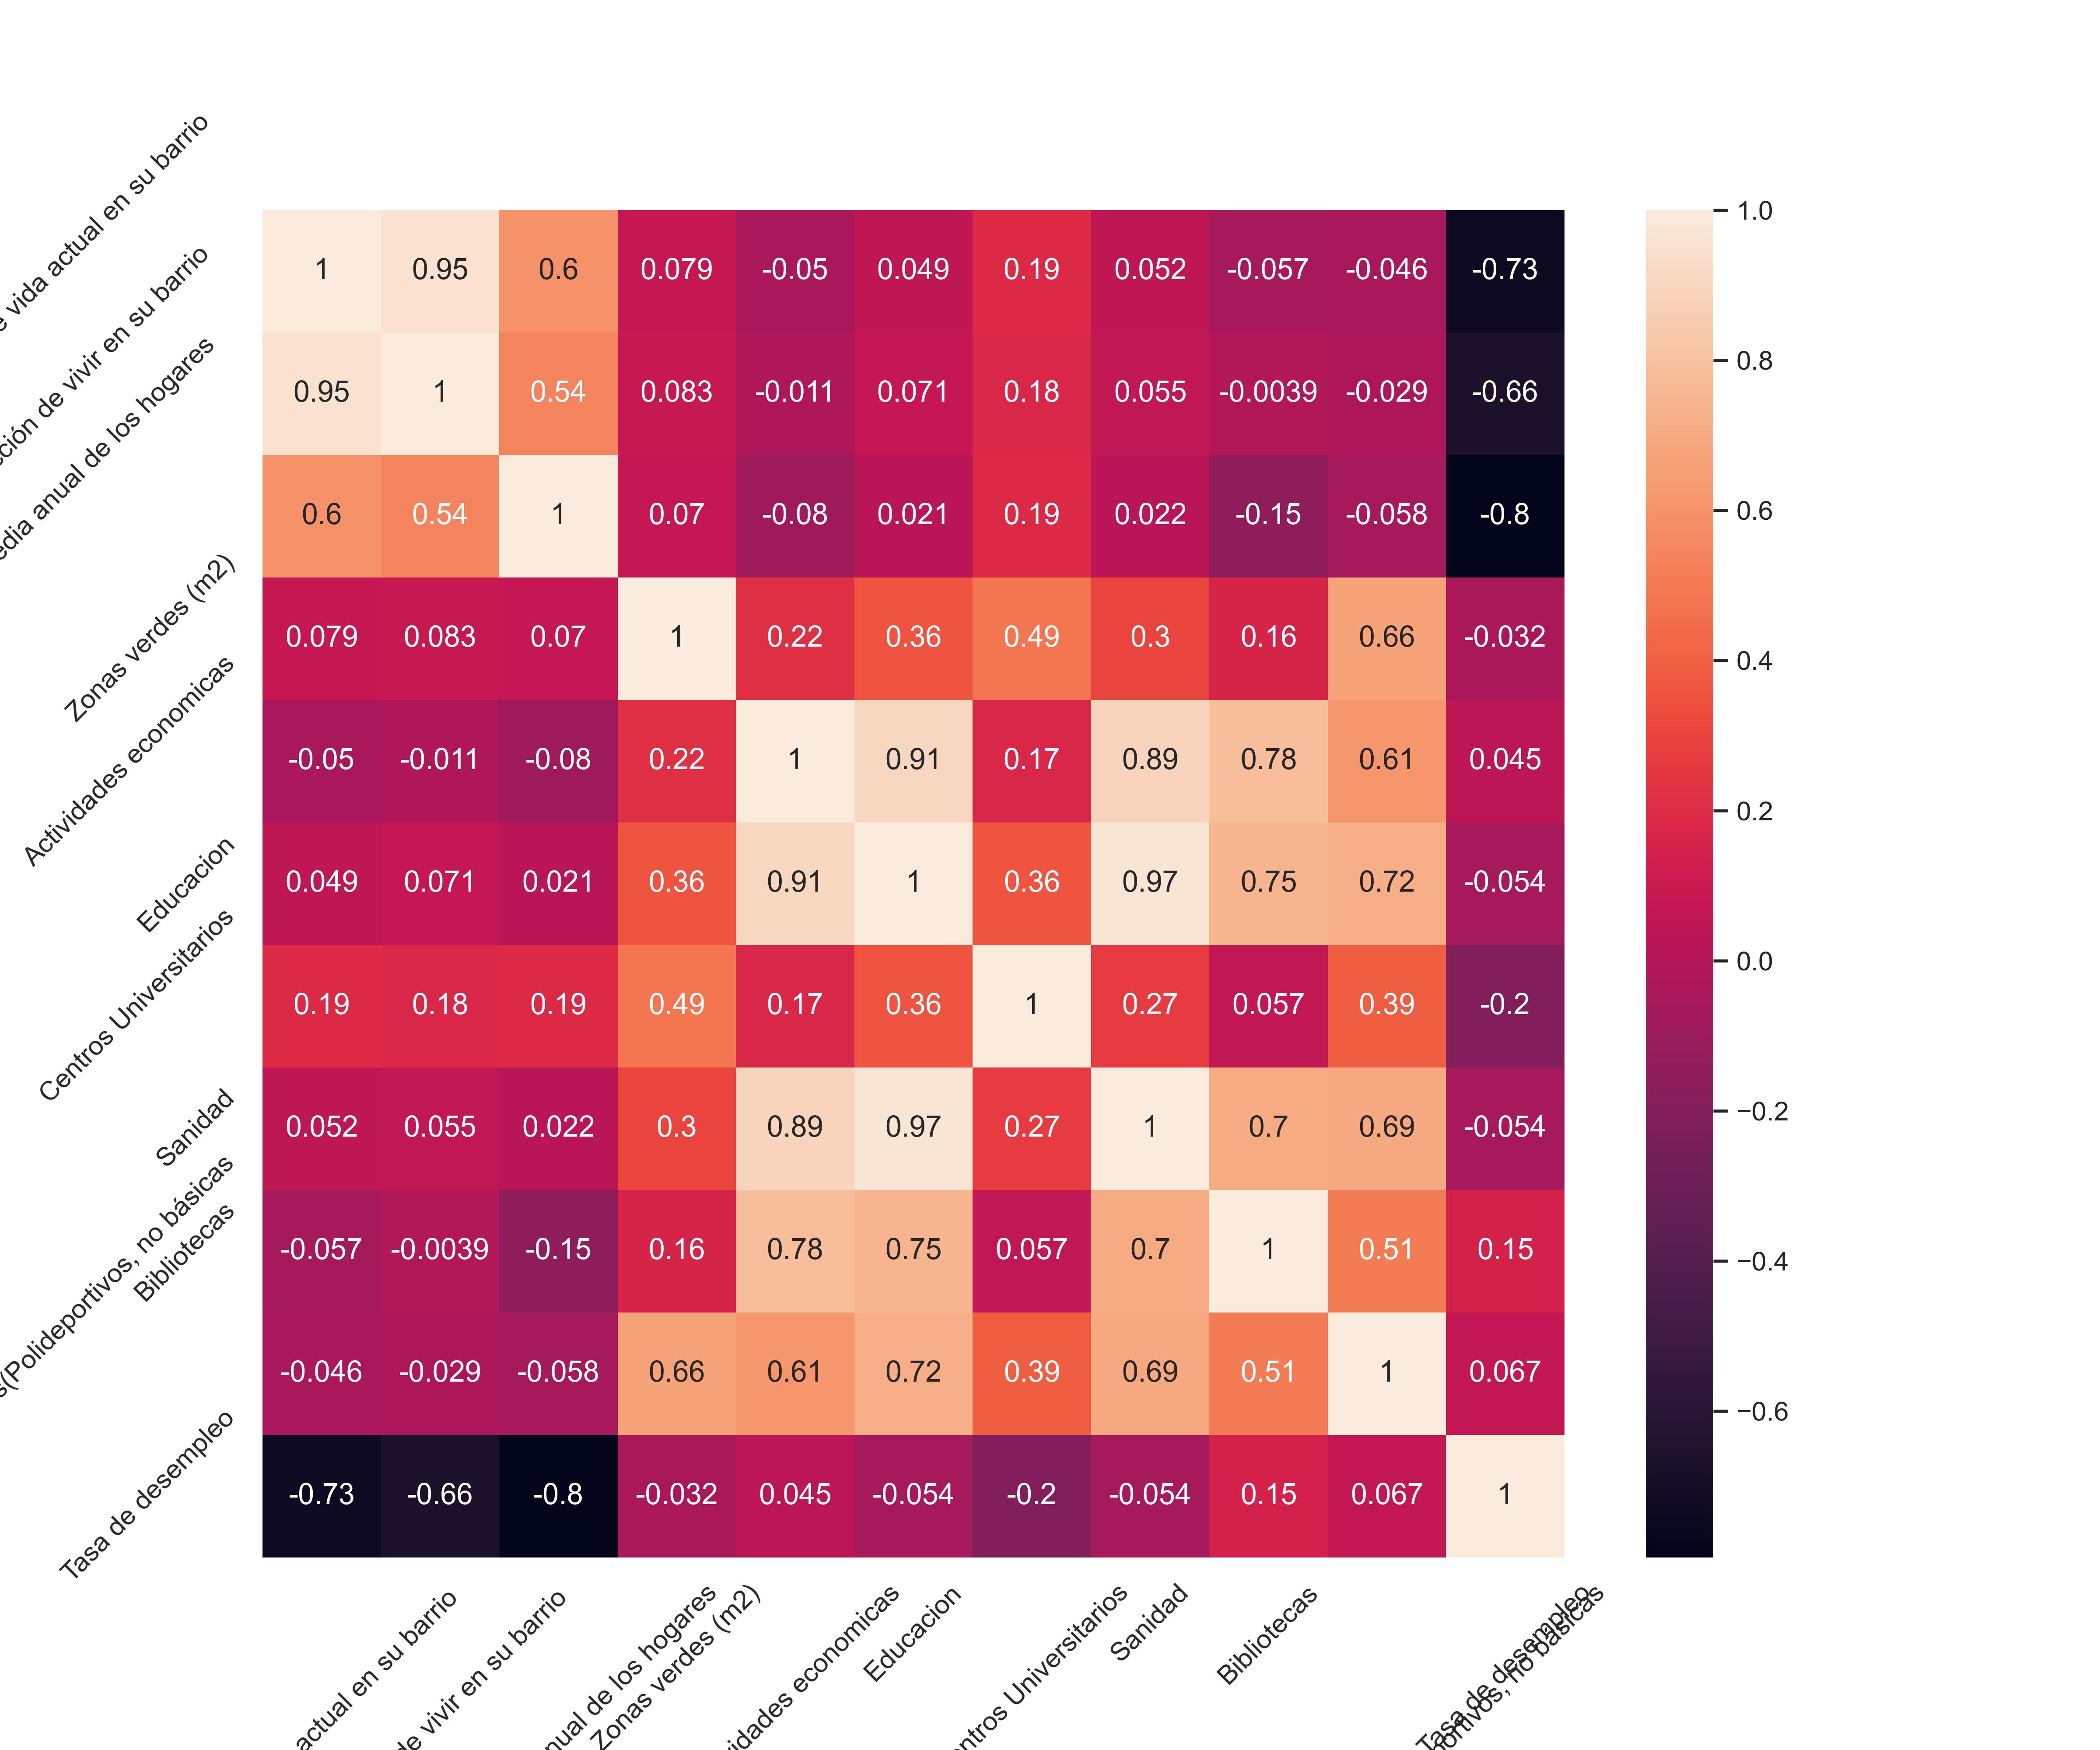 vida actual en su barrio
de vivir en su barrio
anual de los hogares
Zonas verdes (m2)
Actividades economicas
Educacion
Centros Universitarios
Sanidad
(Polideportivos, no básicas
Bibliotecas
Tasa de desempleo
1 0.95 0.6 0.079 -0.05 0.049 0.19 0.052 -0.057 -0.046 -0.73
0.95 1 0.54 0.083 -0.011 0.071 0.18 0.055 -0.0039 -0.029 -0.66
0.6 0.54 1 0.07 -0.08 0.021 0.19 0.022 -0.15 -0.058 -0.8
0.079 0.083 0.07 1 0.22 0.36 0.49 0.3 0.16 0.66 -0.032
-0.05 -0.011 -0.08 0.22 1 0.91 0.17 0.89 0.78 0.61 0.045
0.049 0.071 0.021 0.36 0.91 1 0.36 0.97 0.75 0.72 -0.054
0.19 0.18 0.19 0.49 0.17 0.36 1 0.27 0.057 0.39 -0.2
0.052 0.055 0.022 0.3 0.89 0.97 0.27 1 0.7 0.69 -0.054
-0.057 -0.0039 -0.15 0.16 0.78 0.75 0.057 0.7 1 0.51 0.15
-0.046 -0.029 -0.058 0.66 0.61 0.72 0.39 0.69 0.51 1 0.067
-0.73 -0.66 -0.8 -0.032 0.045 -0.054 -0.2 -0.054 0.15 0.067 1
1.0
0.8
0.6
0.4
0.2
0.0
−0.2
−0.4
−0.6
actual en su barrio
de vivir en su barrio
de los hogares
Zonas verdes (m2)
economicas
Educacion
Universitarios
Sanidad
Bibliotecas
no básicas
Tasa de desempleo